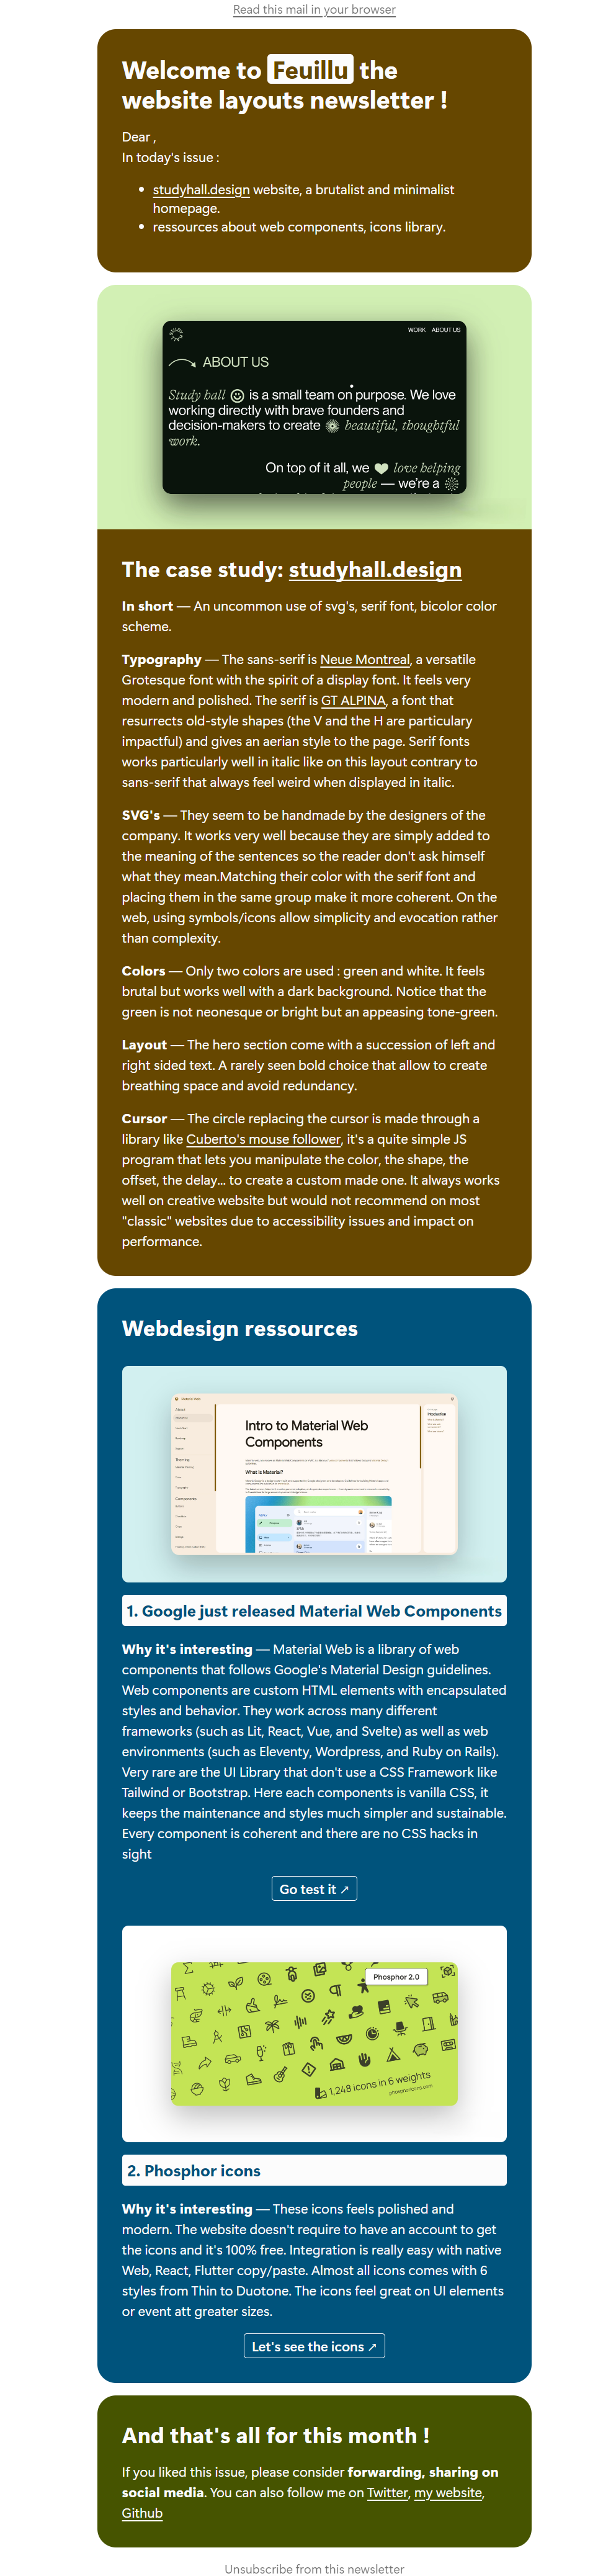 Read this mail in your browser
Welcome to Feuillu the
website layouts newsletter !
Dear ,
In today's issue :
studyhall.design website, a brutalist and minimalist
homepage.
ressources about web components, icons library.
WORK ABOUT US
ABOUT US
Study hall is a small team on purpose. We love
working directly with brave founders and
decision-makers to create beautiful, thoughtful
work.
On top of it all, we love helping
people — we're a
The case study: studyhall.design
In short — An uncommon use of svg's, serif font, bicolor color
scheme.
Typography — The sans-serif is Neue Montreal, a versatile
Grotesque font with the spirit of a display font. It feels very
modern and polished. The serif is GT ALPINA, a font that
resurrects old-style shapes (the V and the H are particulary
impactful) and gives an aerian style to the page. Serif fonts
works particularly well in italic like on this layout contrary to
sans-serif that always feel weird when displayed in italic.
SVG's — They seem to be handmade by the designers of the
company. It works very well because they are simply added to
the meaning of the sentences so the reader don't ask himself
what they mean.Matching their color with the serif font and
placing them in the same group make it more coherent. On the
web, using symbols/icons allow simplicity and evocation rather
than complexity.
Colors — Only two colors are used : green and white. It feels
brutal but works well with a dark background. Notice that the
green is not neonesque or bright but an appeasing tone-green.
Layout — The hero section come with a succession of left and
right sided text. A rarely seen bold choice that allow to create
breathing space and avoid redundancy.
Cursor — The circle replacing the cursor is made through a
library like Cuberto's mouse follower, it's a quite simple JS
program that lets you manipulate the color, the shape, the
offset, the delay... to create a custom made one. It always works
well on creative website but would not recommend on most
"classic" websites due to accessibility issues and impact on
performance.
Webdesign ressources
Intro to Material Web
Components
What is Material?
1. Google just released Material Web Components
Why it's interesting — Material Web is a library of web
components that follows Google's Material Design guidelines.
Web components are custom HTML elements with encapsulated
styles and behavior. They work across many different
frameworks (such as Lit, React, Vue, and Svelte) as well as web
environments (such as Eleventy, Wordpress, and Ruby on Rails).
Very rare are the UI Library that don't use a CSS Framework like
Tailwind or Bootstrap. Here each components is vanilla CSS, it
keeps the maintenance and styles much simpler and sustainable.
Every component is coherent and there are no CSS hacks in
sight
Go test it ↗
Phosphor 2.0
1,248 icons in 6 weights
phosphoricons.com
2. Phosphor icons
Why it's interesting — These icons feels polished and
modern. The website doesn't require to have an account to get
the icons and it's 100% free. Integration is really easy with native
Web, React, Flutter copy/paste. Almost all icons comes with 6
styles from Thin to Duotone. The icons feel great on UI elements
or event att greater sizes.
Let's see the icons ↗
And that's all for this month !
If you liked this issue, please consider forwarding, sharing on
social media. You can also follow me on Twitter, my website,
Github
Unsubscribe from this newsletter